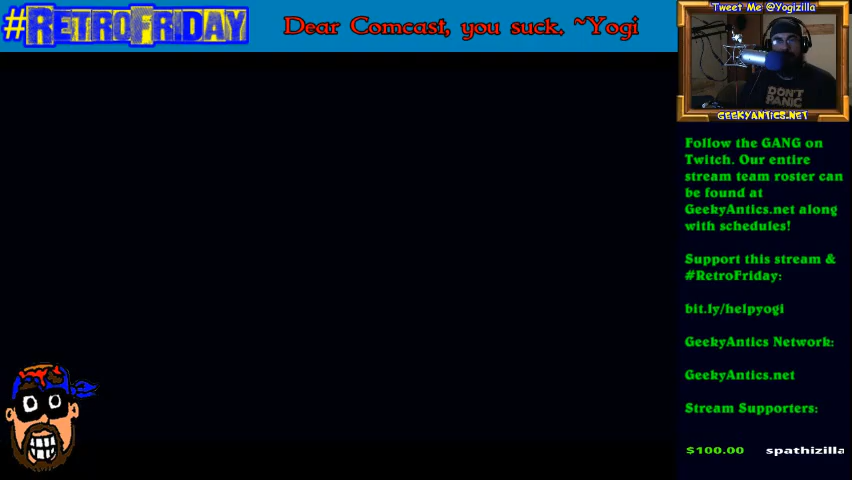 #RETROFRIDAY
Dear Comcast, you suck. ~Yogi
Tweet Me @Yogizilla
DON'T
PANIC
GEEKYANTICS.NET
Follow the GANG on
Twitch. Our entire
stream team roster can
be found at
GeekyAntics.net along
with schedules!
Support this stream &
#RetroFriday:
bit.ly/helpyogi
GeekyAntics Network:
GeekyAntics.net
Stream Supporters:
$100.00 spathizilla